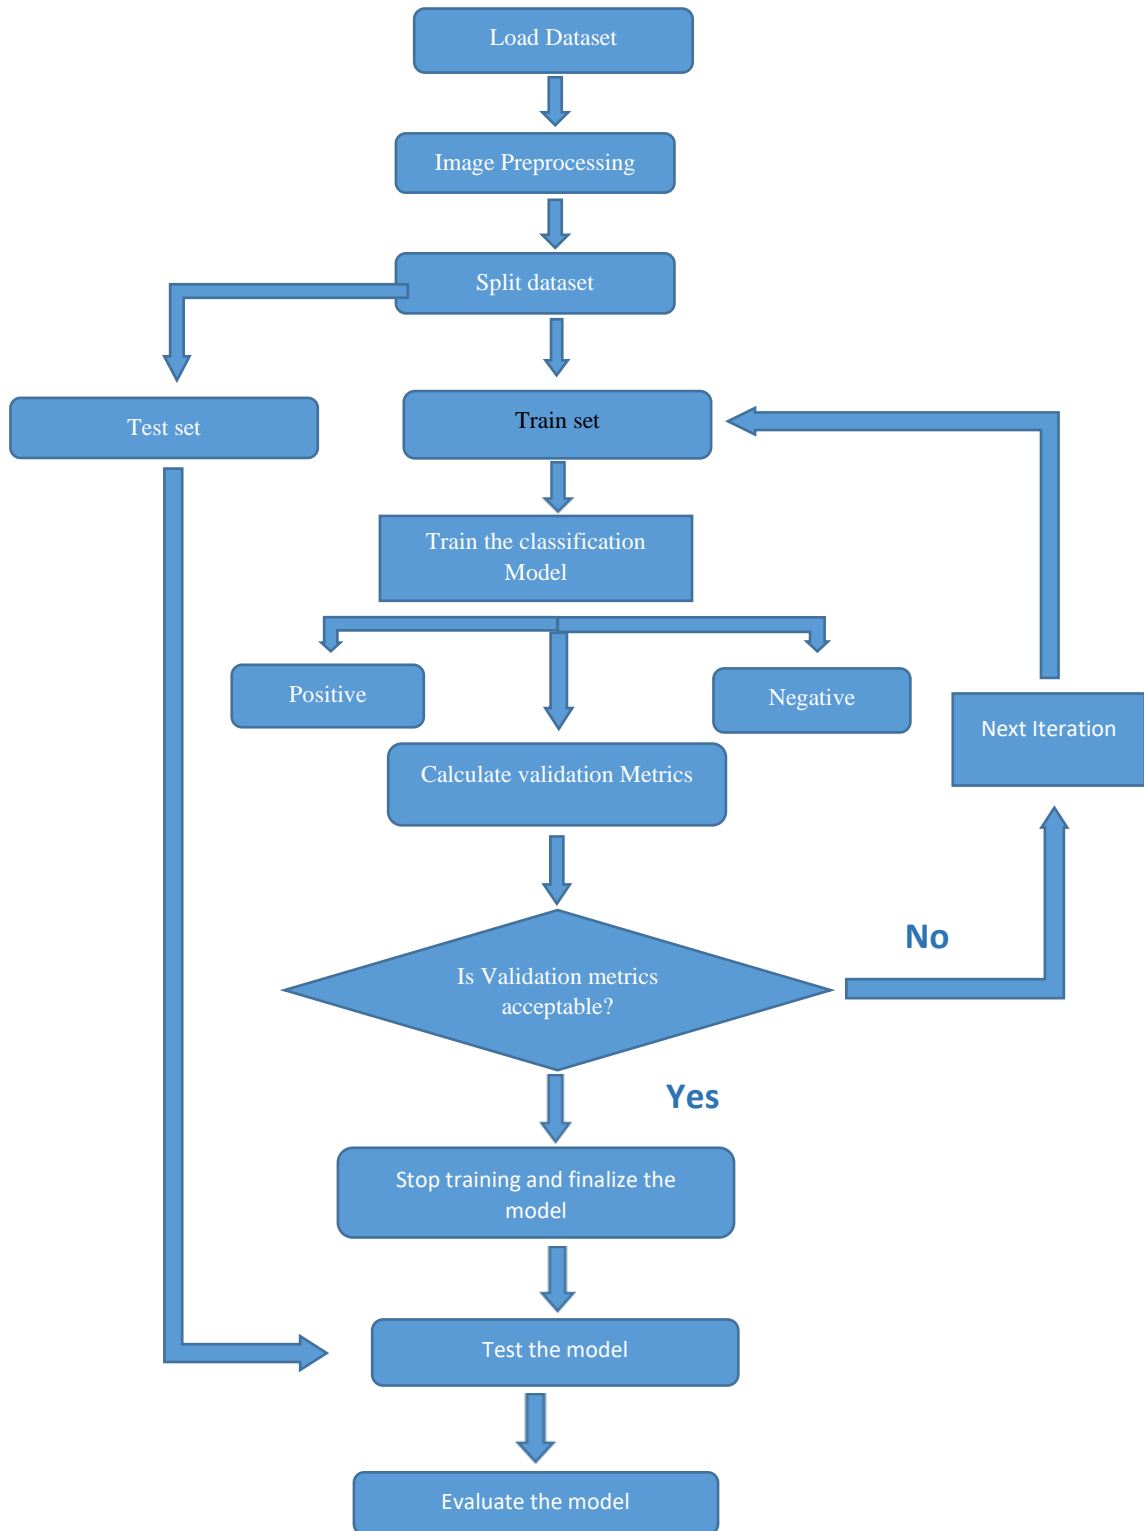 Load Dataset
Image Preprocessing
Split dataset
Test set
Train set
Train the classification
Model
Positive
Negative
Next Iteration
Calculate validation Metrics
No
Is Validation metrics
acceptable?
Yes
Stop training and finalize the
model
Test the model
Evaluate the model